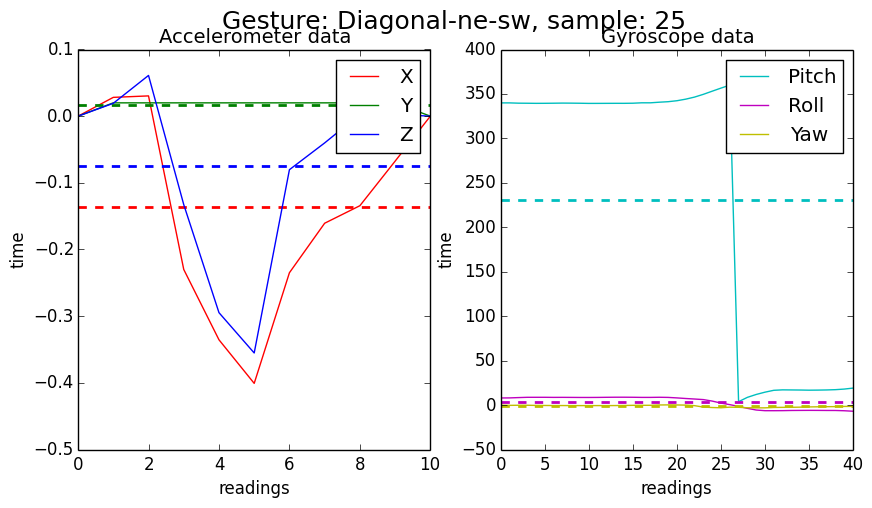 Gesture: Diagonal-ne-sw, sample: 25
Accelerometer data
0.1
0.0
−0.1
−0.2
−0.3
−0.4
−0.5
0 2 4 6 8 10
time
readings
X
Y
Z
Gyroscope data
400
350
300
250
200
150
100
50
0
−50
0 5 10 15 20 25 30 35 40
time
readings
Pitch
Roll
Yaw